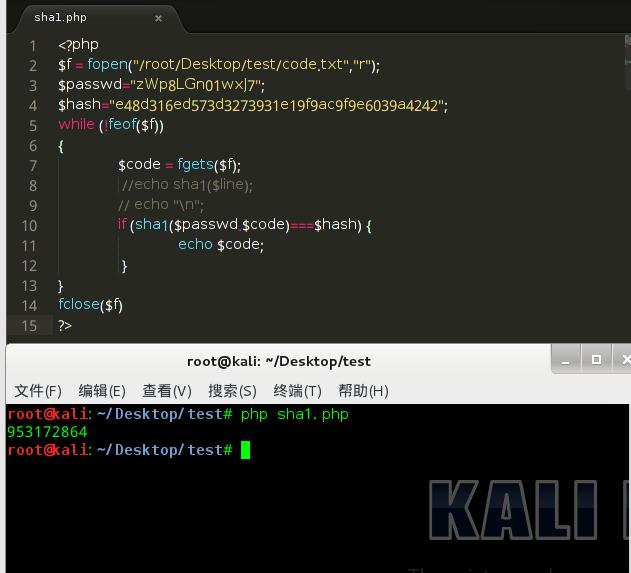 sha1.php ×
1 <?php
2 $f = fopen("/root/Desktop/test/code.txt","r");
3 $passwd="zWp8LGn01wxJ7";
4 $hash="e48d316ed573d3273931e19f9ac9f9e6039a4242";
5 while (!feof($f))
6 {
7 $code = fgets($f);
8 //echo sha1($line);
9 // echo "\n";
10 if (sha1($passwd.$code)===$hash) {
11 echo $code;
12 }
13 }
14 fclose($f)
15 ?>
root@kali: ~/Desktop/test
文件(F) 编辑(E) 查看(V) 搜索(S) 终端(T) 帮助(H)
root@kali:~/Desktop/test# php sha1.php
953172864
root@kali:~/Desktop/test#
KALI